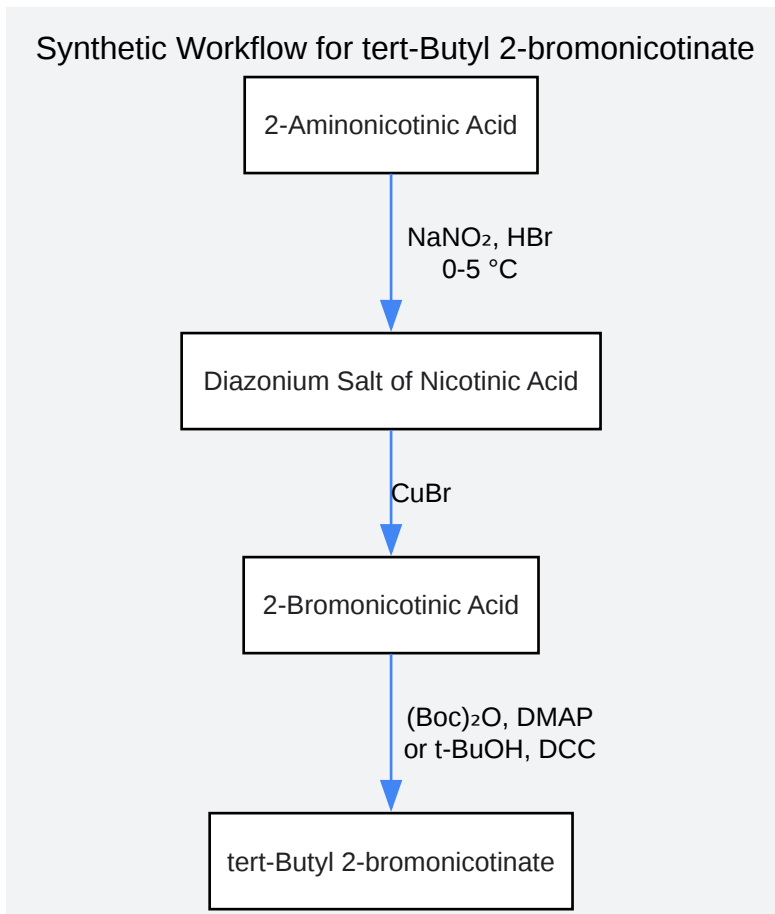 Synthetic Workflow for tert-Butyl 2-bromonicotinate
2-Aminonicotinic Acid
NaNO₂, HBr
0-5 °C
Diazonium Salt of Nicotinic Acid
CuBr
2-Bromonicotinic Acid
(Boc)₂O, DMAP
or t-BuOH, DCC
tert-Butyl 2-bromonicotinate